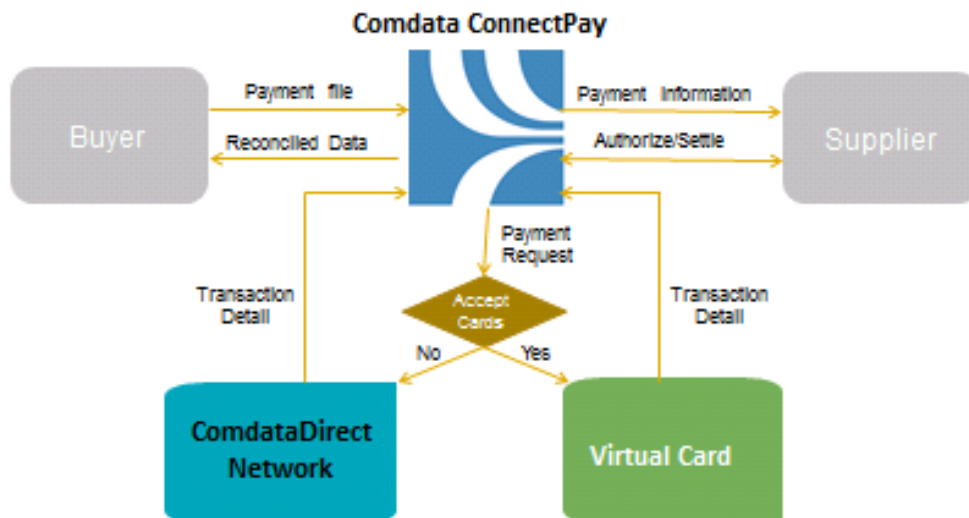 Comdata ConnectPay
Buyer
Payment file
Reconciled Data
Payment Information
Authorize/Settle
Supplier
Payment
Request
Transaction
Detail
Accept
Cards
Transaction
Detail
No
Yes
ComdataDirect
Network
Virtual Card